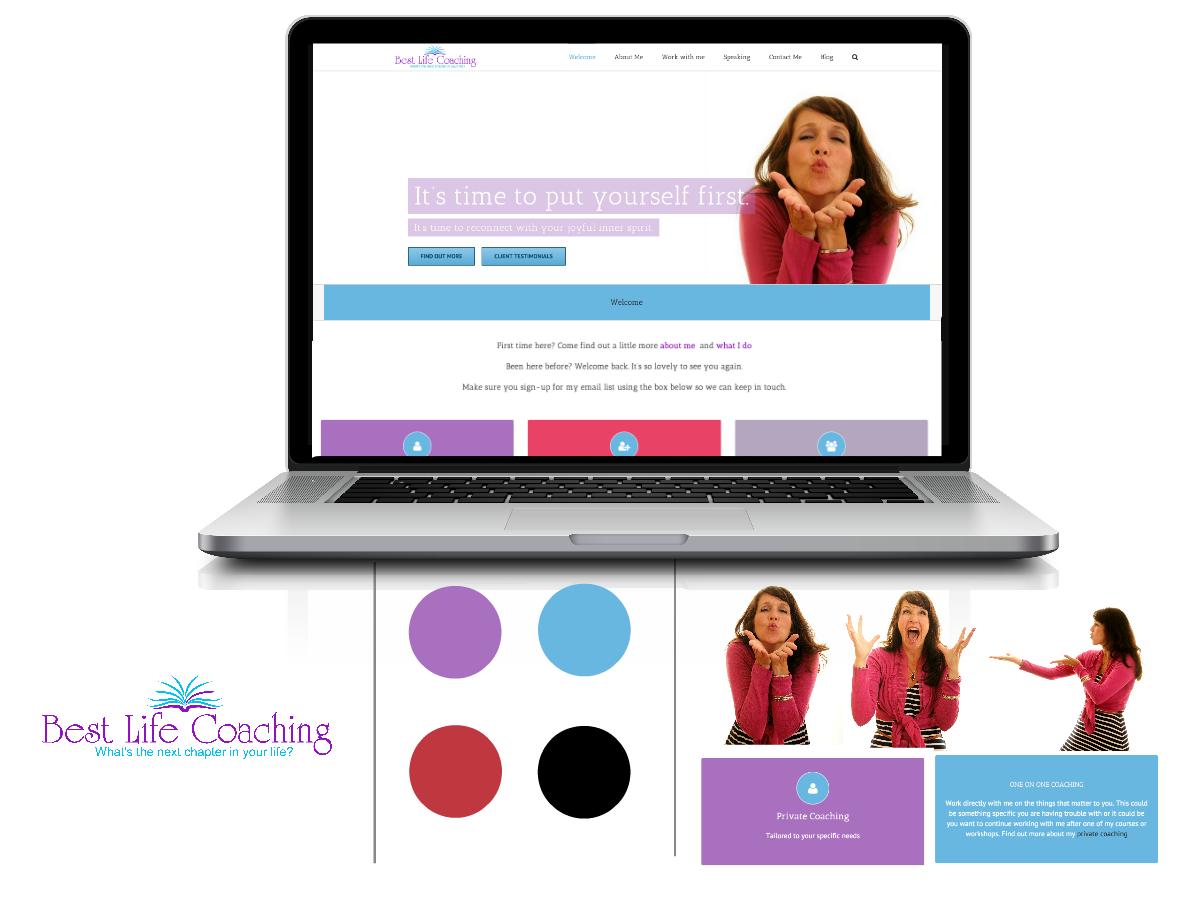 Best Life Coaching
Welcome About Me Work with me Speaking Contact Me Blog
It's time to put yourself first.
It's time to reconnect with your joyful inner spirit.
FIND OUT MORE CLIENT TESTIMONIALS
Welcome
First time here? Come find out a little more about me and what I do
Been here before? Welcome back. It's so lovely to see you again.
Make sure you sign-up for my email list using the box below so we can keep in touch.
Best Life Coaching
What's the next chapter in your life?
Private Coaching
Tailored to your specific needs
ONE ON ONE COACHING
Work directly with me on the things that matter to you. This could
be something specific you are having trouble with or it could be
you want to continue working with me after one of my courses or
workshops. Find out more about my private coaching